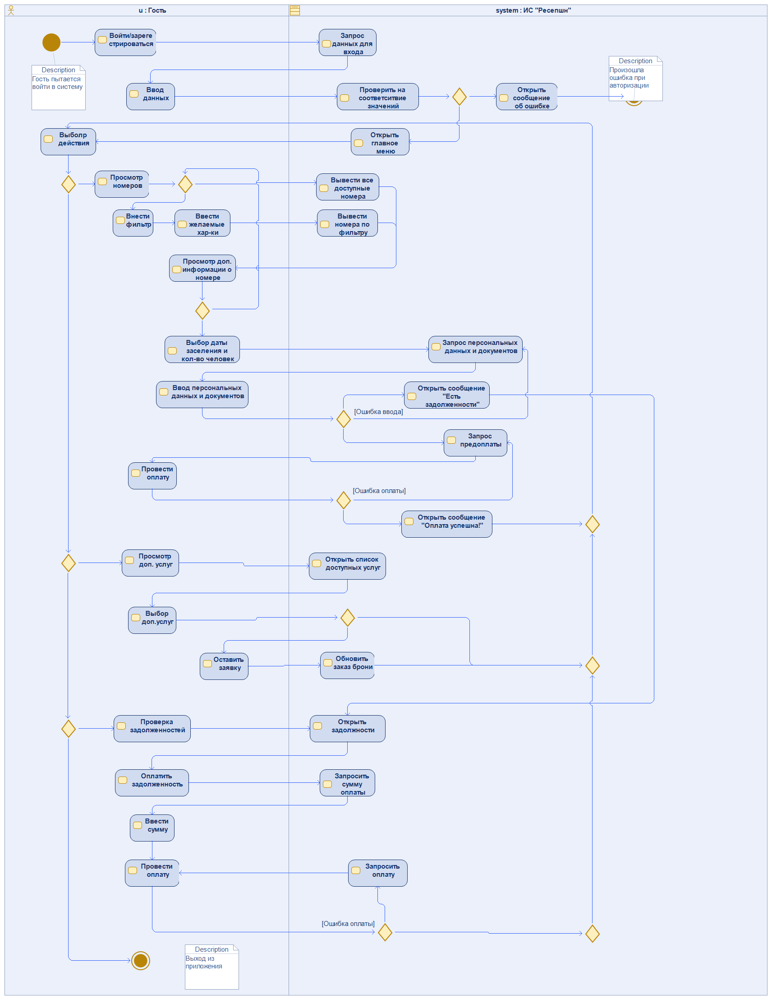 u : Гость
system : ИС "Ресепшн"
Войти/зареге
стрироваться
Запрос
данных для
входа
Description
Гость пытается
войти в систему
Description
Произошла
ошибка при
авторизации
Ввод
данных
Проверить на
соответситвие
значений
Открыть
сообщение
об ошибке
Выболр
действия
Открыть
главное
меню
Просмотр
номеров
Вывести все
доступные
номера
Внести
фильтр
Ввести
желаемые
хар-ки
Вывести
номера по
фильтру
Просмотр доп.
информации о
номере
Выбор даты
заселения и
кол-во человек
Запрос персональных
данных и документов
Ввод персональных
данных и документов
Открыть сообщение
"Есть
задолженности"
[Ошибка ввода]
Запрос
предоплаты
Провести
оплату
[Ошибка оплаты]
Открыть сообщение
"Оплата успешна!"
Просмотр
доп. услуг
Открыть список
доступных услуг
Выбор
доп.услуг
Оставить
заявку
Обновить
заказ брони
Проверка
задолженностей
Открыть
задолжности
Оплатить
задолженность
Запросить
сумму
оплаты
Ввести
сумму
Провести
оплату
Запросить
оплату
[Ошибка оплаты]
Description
Выход из
приложения